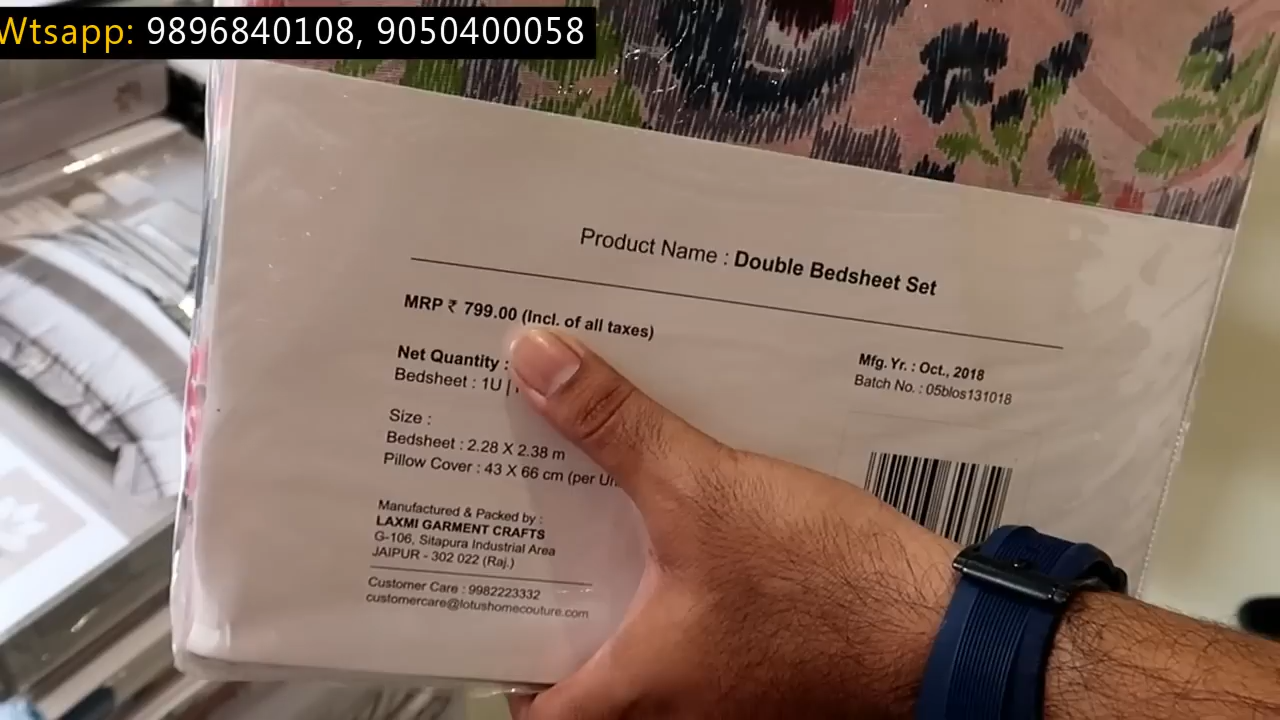 Wtsapp: 9896840108, 9050400058
Product Name : Double Bedsheet Set
MRP ₹ 799.00 (Incl. of all taxes)
Net Quantity :
Bedsheet : 1U |
Size :
Bedsheet : 2.28 X 2.38 m
Pillow Cover : 43 X 66 cm (per
Manufactured & Packed by :
LAXMI GARMENT CRAFTS
G-106, Sitapura Industrial Area
JAIPUR - 302 022 (Raj.)
Customer Care : 9982223332
customercare@lotushomecouture.com
Mfg. Yr. : Oct., 2018
Batch No. : 05blos131018